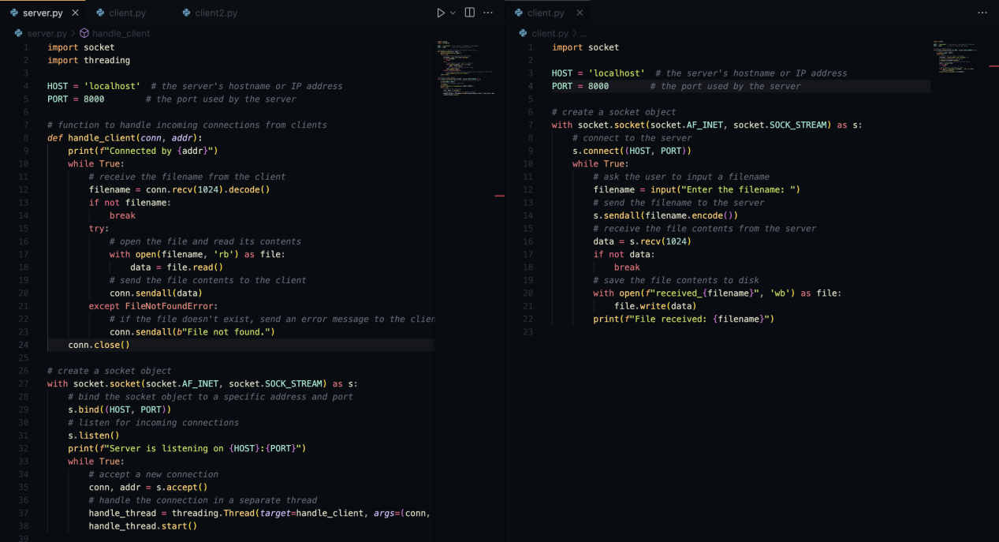 server.py
client.py
client2.py
server.py > handle_client
1 import socket
2 import threading
3
4 HOST = 'localhost'  # the server's hostname or IP address
5 PORT = 8000        # the port used by the server
6
7 # function to handle incoming connections from clients
8 def handle_client(conn, addr):
9     print(f"Connected by {addr}")
10     while True:
11         # receive the filename from the client
12         filename = conn.recv(1024).decode()
13         if not filename:
14             break
15         try:
16             # open the file and read its contents
17             with open(filename, 'rb') as file:
18                 data = file.read()
19             # send the file contents to the client
20             conn.sendall(data)
21         except FileNotFoundError:
22             # if the file doesn't exist, send an error message to the clien
23             conn.sendall(b"File not found.")
24     conn.close()
25
26 # create a socket object
27 with socket.socket(socket.AF_INET, socket.SOCK_STREAM) as s:
28     # bind the socket object to a specific address and port
29     s.bind((HOST, PORT))
30     # listen for incoming connections
31     s.listen()
32     print(f"Server is listening on {HOST}:{PORT}")
33     while True:
34         # accept a new connection
35         conn, addr = s.accept()
36         # handle the connection in a separate thread
37         handle_thread = threading.Thread(target=handle_client, args=(conn,
38         handle_thread.start()
39
client.py
client.py > ...
1 import socket
2
3 HOST = 'localhost'  # the server's hostname or IP address
4 PORT = 8000        # the port used by the server
5
6 # create a socket object
7 with socket.socket(socket.AF_INET, socket.SOCK_STREAM) as s:
8     # connect to the server
9     s.connect((HOST, PORT))
10     while True:
11         # ask the user to input a filename
12         filename = input("Enter the filename: ")
13         # send the filename to the server
14         s.sendall(filename.encode())
15         # receive the file contents from the server
16         data = s.recv(1024)
17         if not data:
18             break
19         # save the file contents to disk
20         with open(f"received_{filename}", 'wb') as file:
21             file.write(data)
22         print(f"File received: {filename}")
23